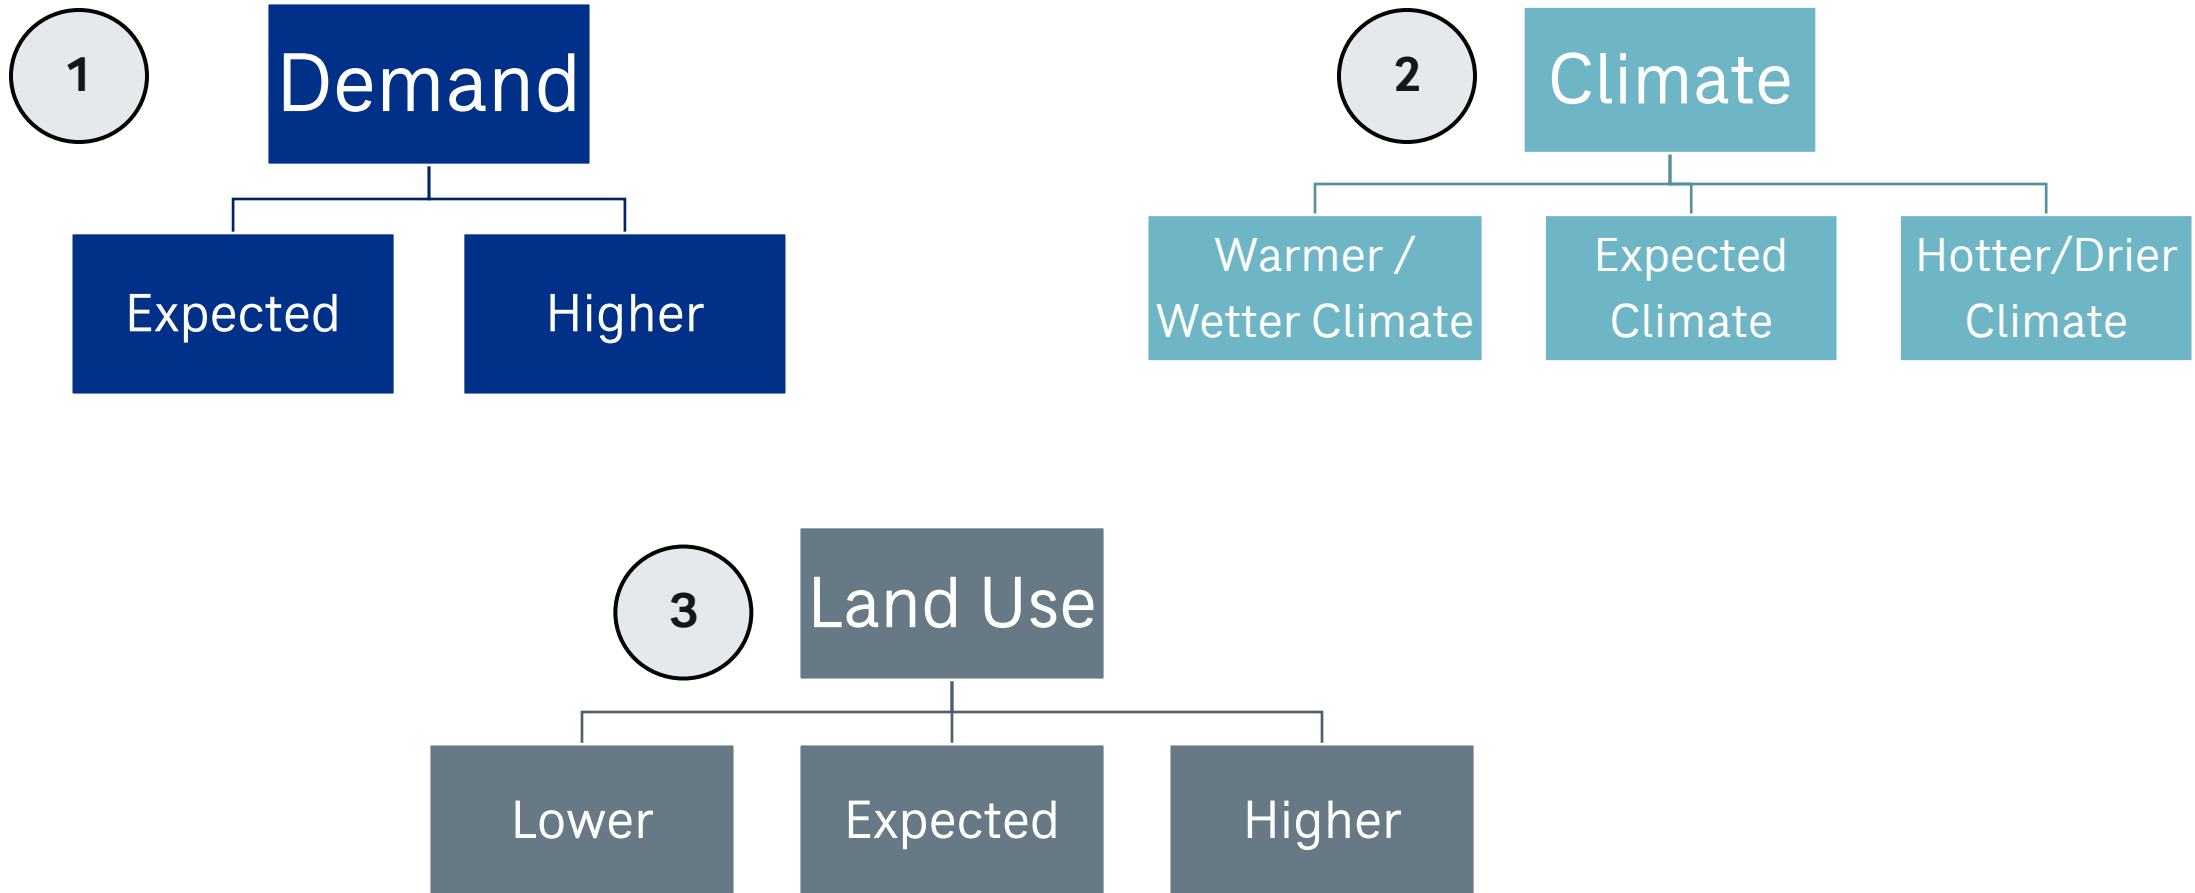 1
Demand
Expected
Higher
2
Climate
Warmer /
Wetter Climate
Expected
Climate
Hotter/Drier
Climate
3
Land Use
Lower
Expected
Higher